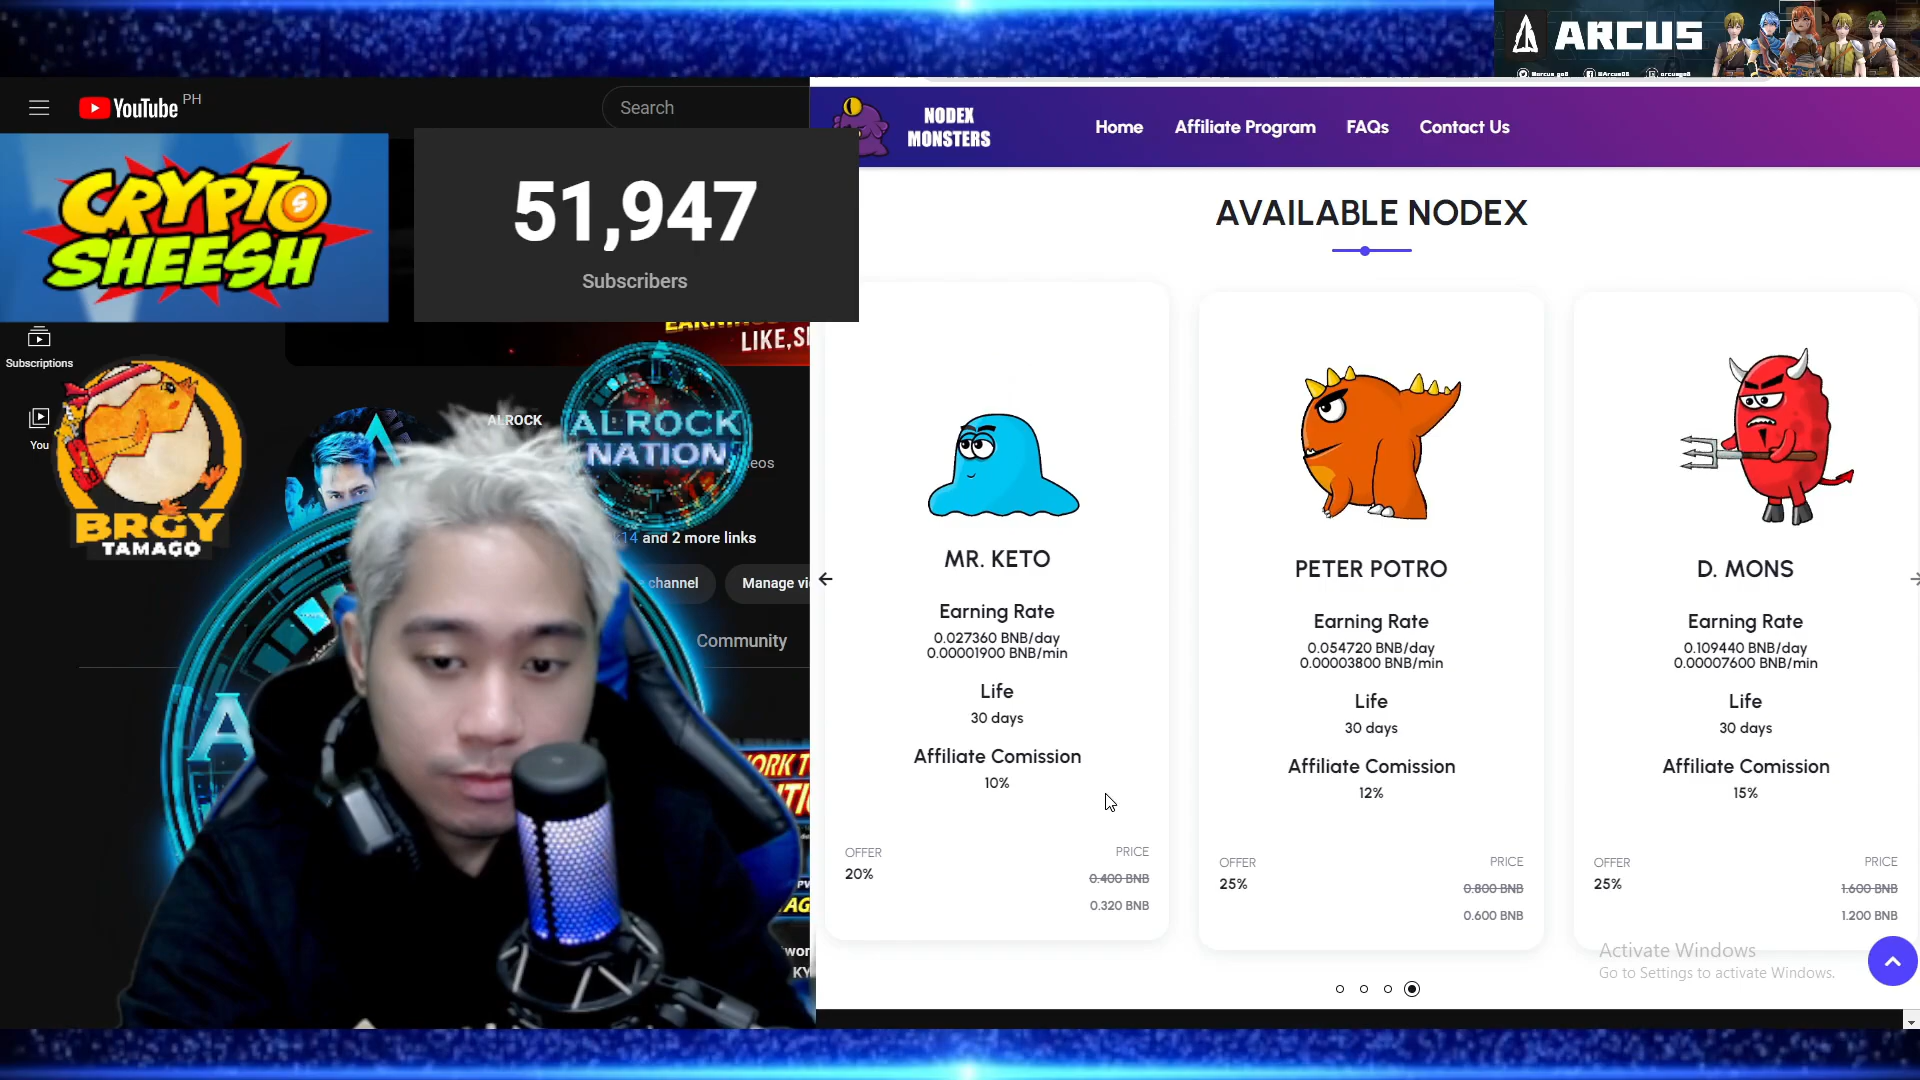 ARCUS
YouTube PH
Search
CRYPTO
SHEESH
51,947
Subscribers
LIKE,
Subscriptions
You
BRGY
TAMAGO
ALROCK
ALROCK
NATION
and 2 more links
channel
Manage
Community
NODEX
MONSTERS
Home
Affiliate Program
FAQs
Contact Us
AVAILABLE NODEX
MR. KETO
Earning Rate
0.027360 BNB/day
0.00001900 BNB/min
Life
30 days
Affiliate Comission
10%
OFFER
20%
PRICE
0.400 BNB
0.320 BNB
PETER POTRO
Earning Rate
0.054720 BNB/day
0.00003800 BNB/min
Life
30 days
Affiliate Comission
12%
OFFER
25%
PRICE
0.800 BNB
0.600 BNB
D. MONS
Earning Rate
0.109440 BNB/day
0.00007600 BNB/min
Life
30 days
Affiliate Comission
15%
OFFER
25%
PRICE
1.600 BNB
1.200 BNB
Activate Windows
Go to Settings to activate Windows.